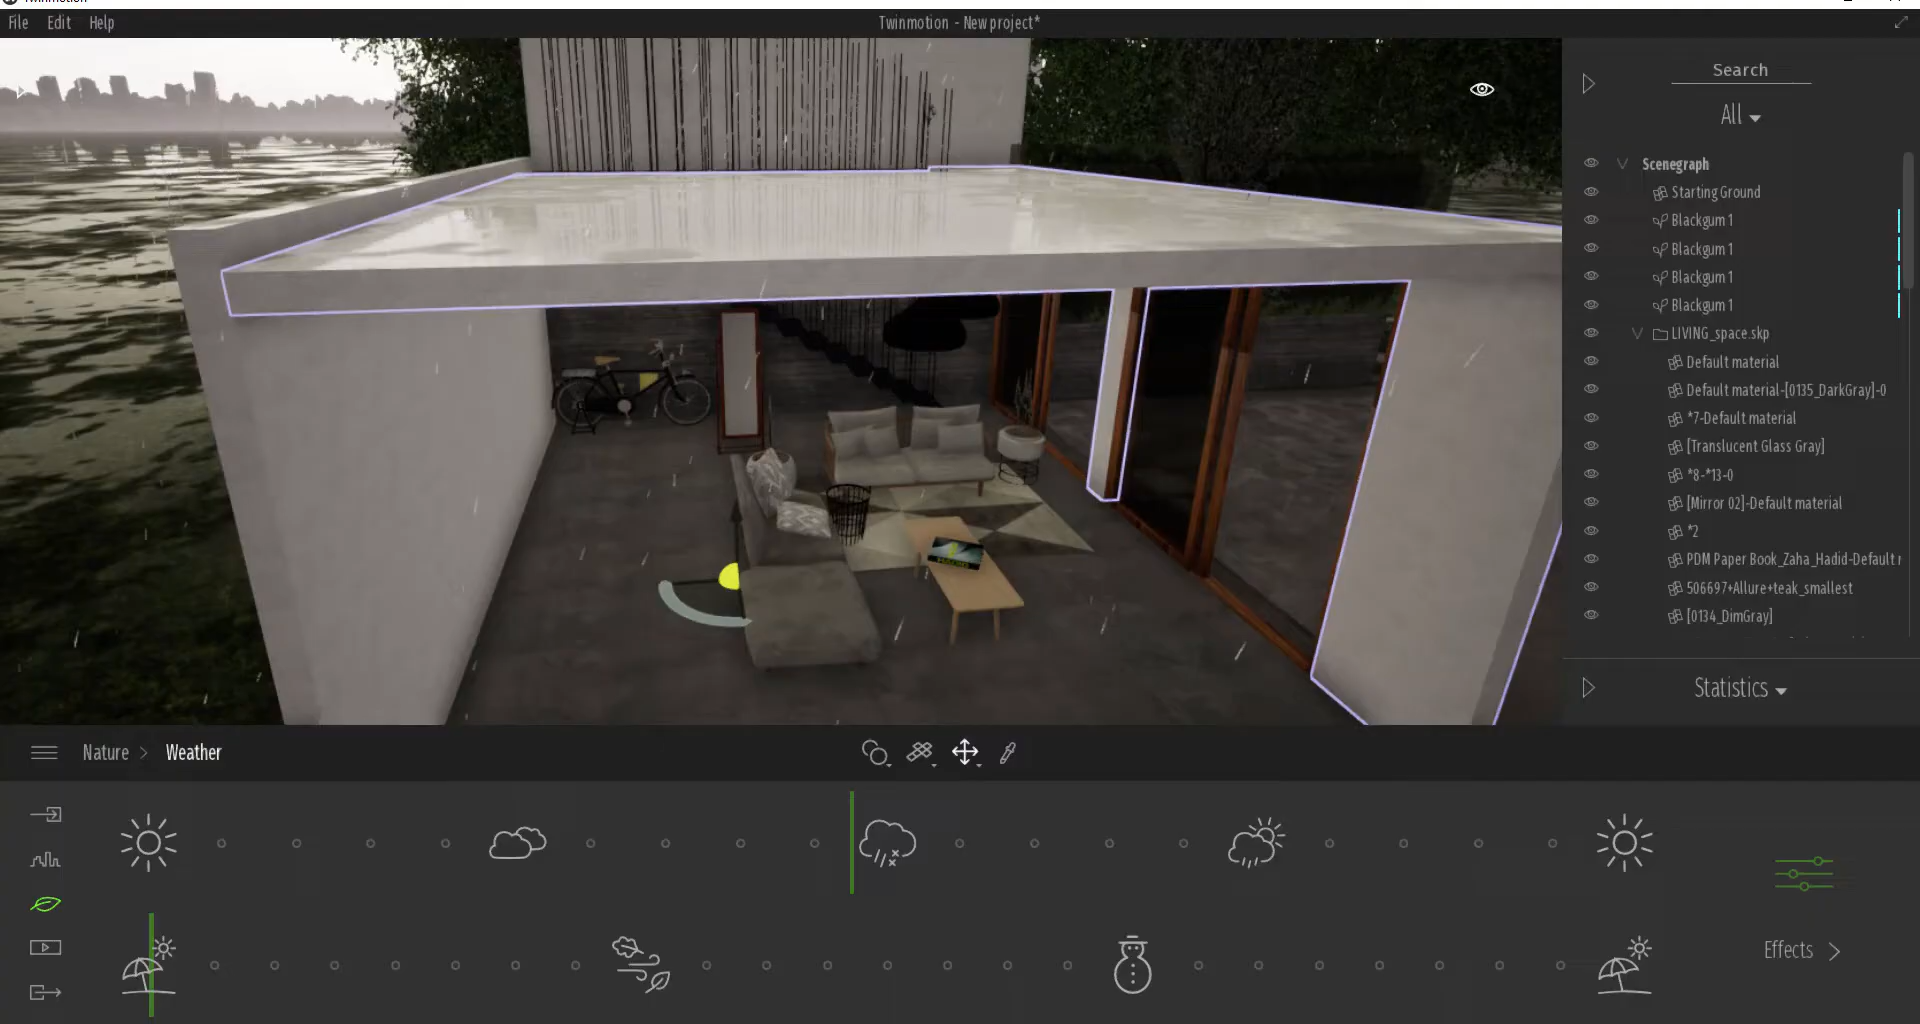 File Edit Help
Twinmotion - New project*
Search
All
Scenegraph
Starting Ground
Blackgum 1
Blackgum 1
Blackgum 1
Blackgum 1
LIVING_space.skp
Default material
Default material-[0135_DarkGray]-0
*7-Default material
[Translucent Glass Gray]
*8-*13-0
[Mirror 02]-Default material
*2
PDM Paper Book_Zaha_Hadid-Default
506697+Allure+teak_smallest
[0134_DimGray]
Statistics
Nature > Weather
Effects